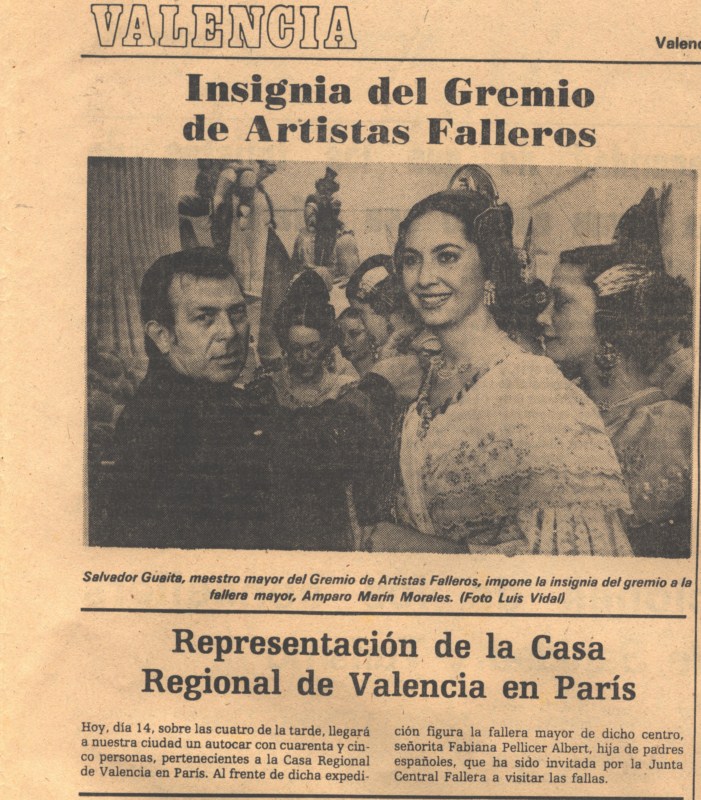 VALENCIA
Insignia del Gremio
de Artistas Falleros
Salvador Guaita, maestro mayor del Gremio de Artistas Falleros, impone la insignia del gremio a la
fallera mayor, Amparo Marín Morales. (Foto Luis Vidal)
Representación de la Casa
Regional de Valencia en París
Hoy, día 14, sobre las cuatro de la tarde, llegará
a nuestra ciudad un autocar con cuarenta y cin-
co personas, pertenecientes a la Casa Regional
de Valencia en París. Al frente de dicha expedi-
ción figura la fallera mayor de dicho centro,
señorita Fabiana Pellicer Albert, hija de padres
españoles, que ha sido invitada por la Junta
Central Fallera a visitar las fallas.